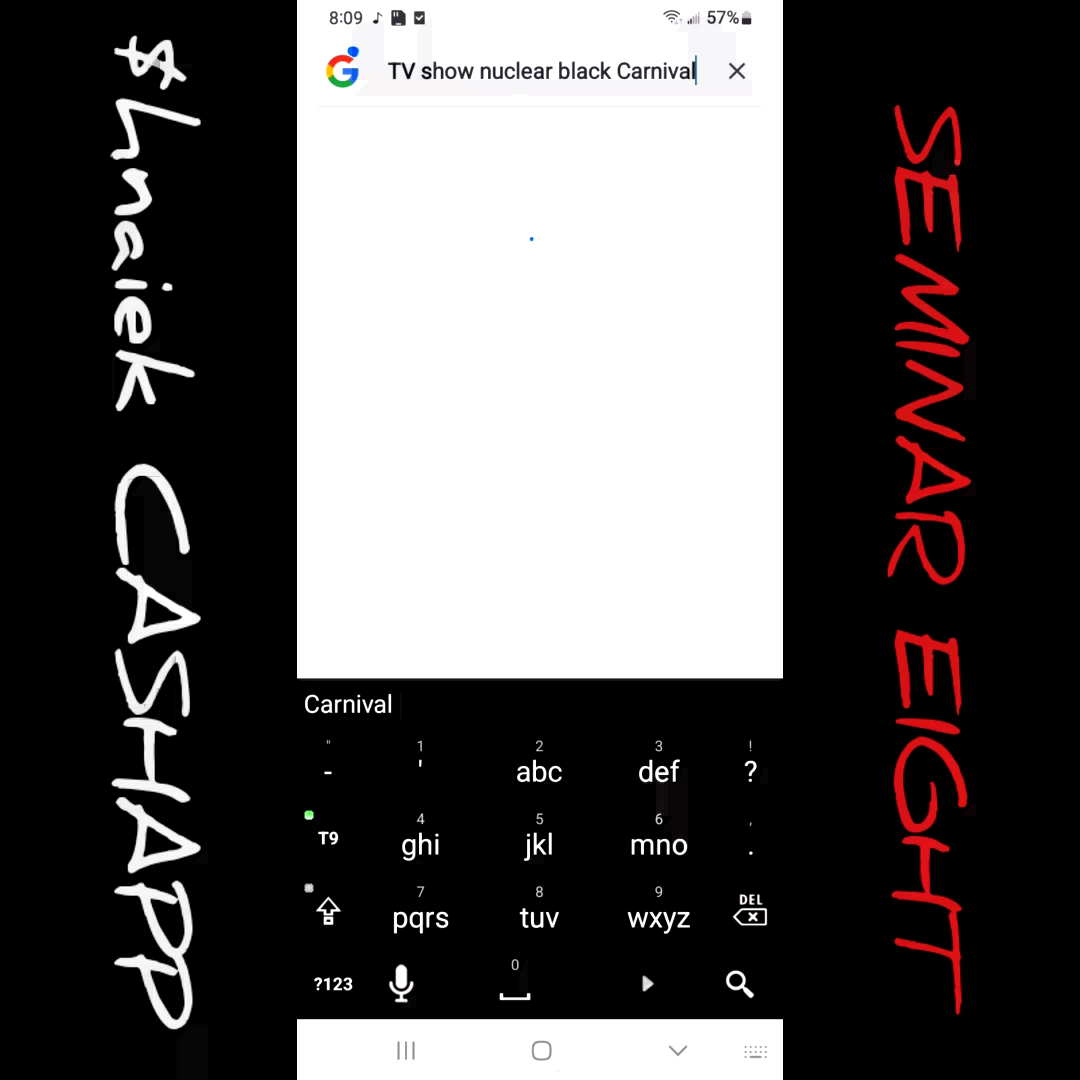 $hnaiek CASHAPP
8:09 57%
TV show nuclear black Carnival
Carnival
" 1 2 3 !
- ' abc def ?
4 5 6 ,
T9 ghi jkl mno .
7 8 9 DEL
pqrs tuv wxyz
0
?123
SEMINAR EIGHT